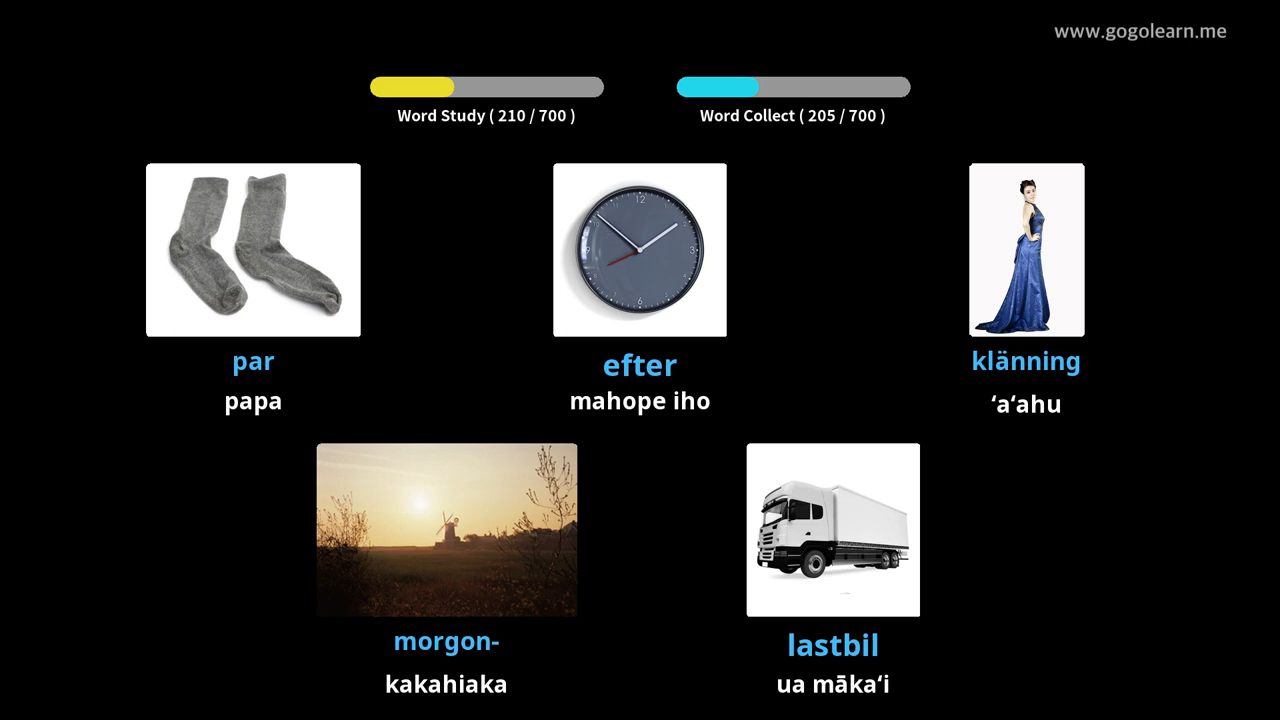 www.gogolearn.me
Word Study ( 210 / 700 )
Word Collect ( 205 / 700 )
par
papa
efter
mahope iho
klänning
ʻaʻahu
morgon-
kakahiaka
lastbil
ua mākaʻi